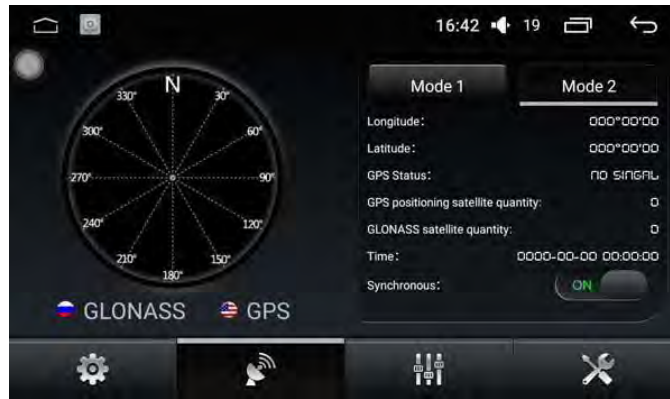 16:42 19
N
330° 30°
300° 60°
270° 90°
240° 120°
210° 150°
180°
GLONASS GPS
Mode 1 Mode 2
Longitude: 000°00'00
Latitude: 000°00'00
GPS Status: NO SINGAL
GPS positioning satellite quantity: 0
GLONASS satellite quantity: 0
Time: 0000-00-00 00:00:00
Synchronous: ON